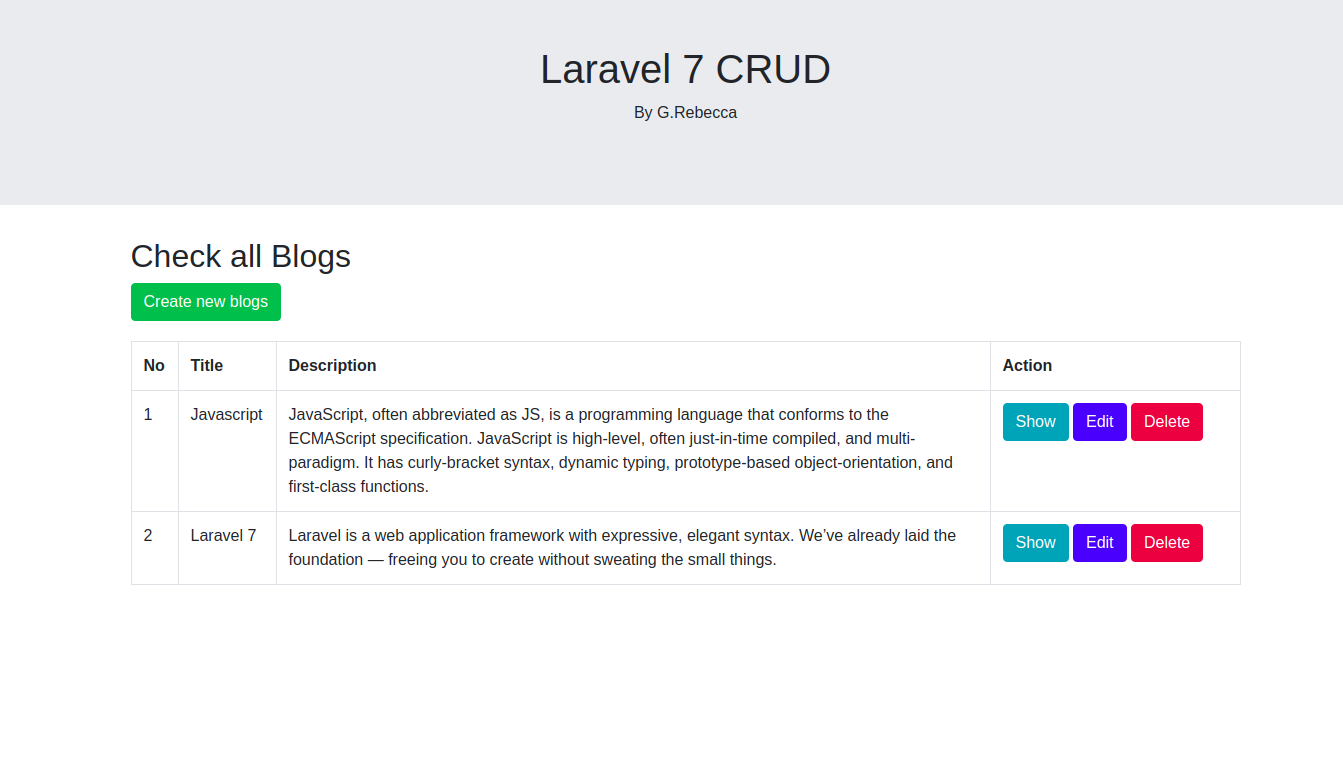 Laravel 7 CRUD
By G.Rebecca
Check all Blogs
Create new blogs
No Title Description Action
1 Javascript JavaScript, often abbreviated as JS, is a programming language that conforms to the Show Edit Delete
ECMAScript specification. JavaScript is high-level, often just-in-time compiled, and multi-
paradigm. It has curly-bracket syntax, dynamic typing, prototype-based object-orientation, and
first-class functions.
2 Laravel 7 Laravel is a web application framework with expressive, elegant syntax. We’ve already laid the Show Edit Delete
foundation — freeing you to create without sweating the small things.